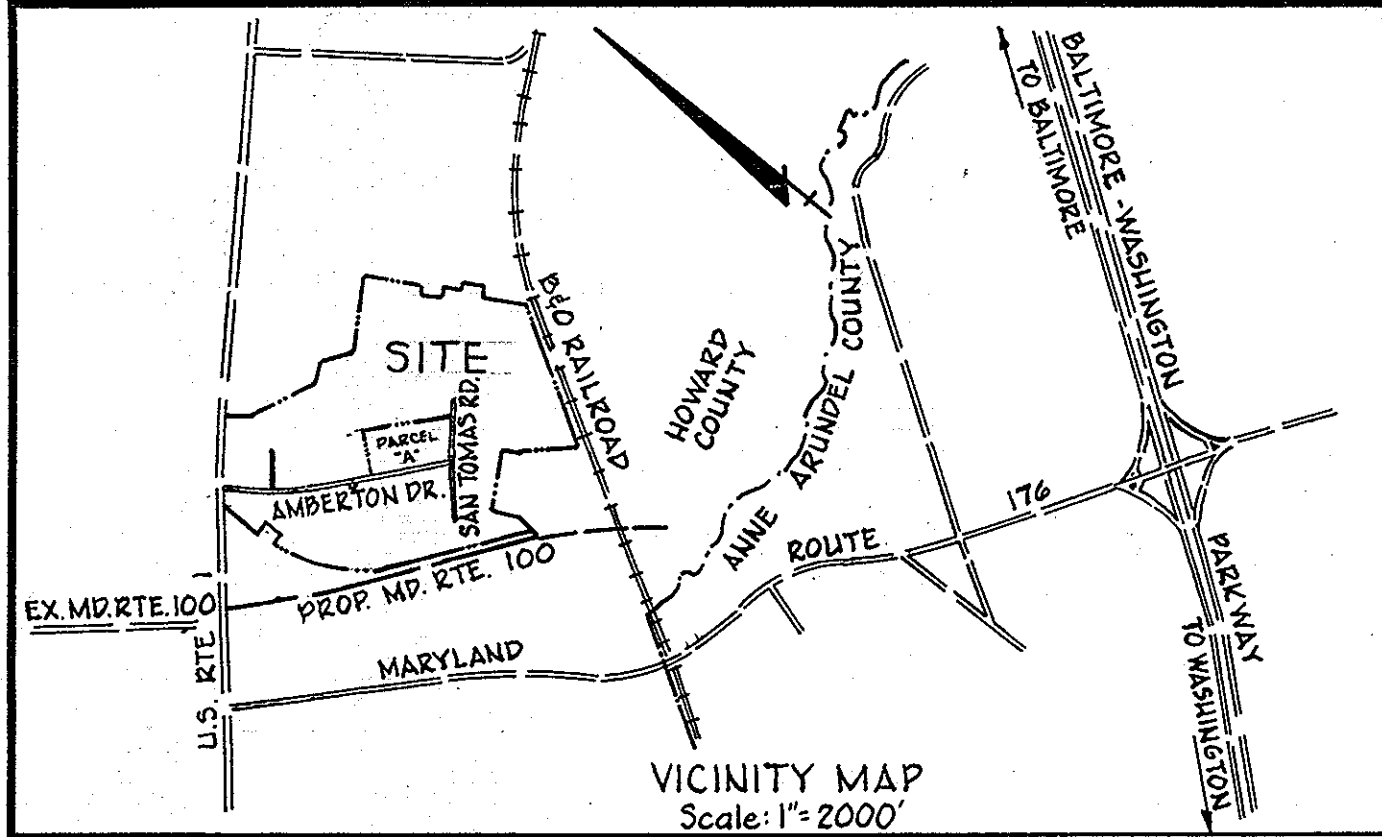 BALTIMORE - WASHINGTON
PARKWAY
TO BALTIMORE
B&O RAILROAD
HOWARD
COUNTY
ANNE ARUNDEL COUNTY
SITE
SAN TOMAS RD.
PARCEL
"A"
AMBERTON DR.
176
ROUTE
PROP. MD. RTE. 100
EX. MD. RTE. 100
U.S. RTE 1
MARYLAND
TO WASHINGTON
VICINITY MAP
Scale: 1"= 2000'